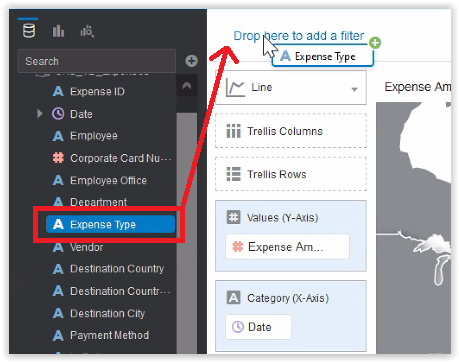 Drop here to add a filter
Expense Type
Search
Expense ID
Date
Employee
Corporate Card Nu...
Employee Office
Department
Expense Type
Vendor
Destination Country
Destination Countr...
Destination City
Payment Method
Line
Trellis Columns
Trellis Rows
Values (Y-Axis)
Expense Am...
Category (X-Axis)
Date
Expense Am